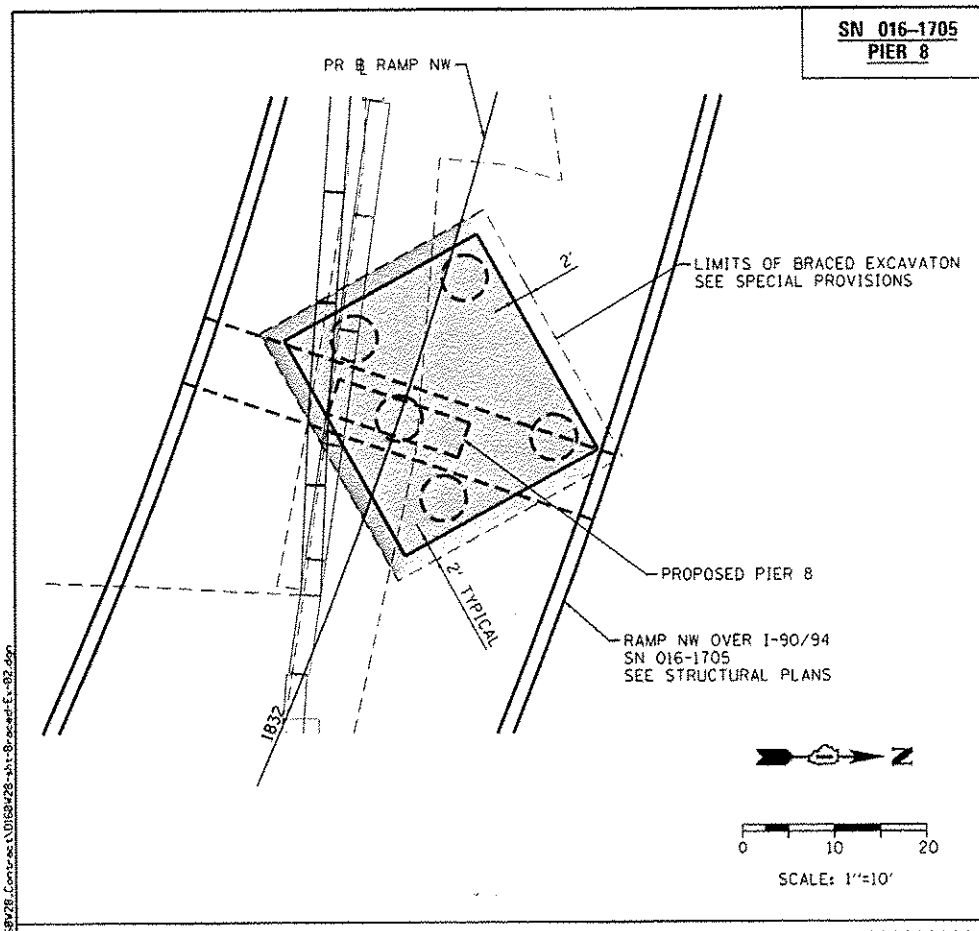 SN 016-1705
PIER 8
PR ℄ RAMP NW
2'
LIMITS OF BRACED EXCAVATON
SEE SPECIAL PROVISIONS
PROPOSED PIER 8
2' TYPICAL
RAMP NW OVER I-90/94
SN 016-1705
SEE STRUCTURAL PLANS
1832
N
0 10 20
SCALE: 1"=10'